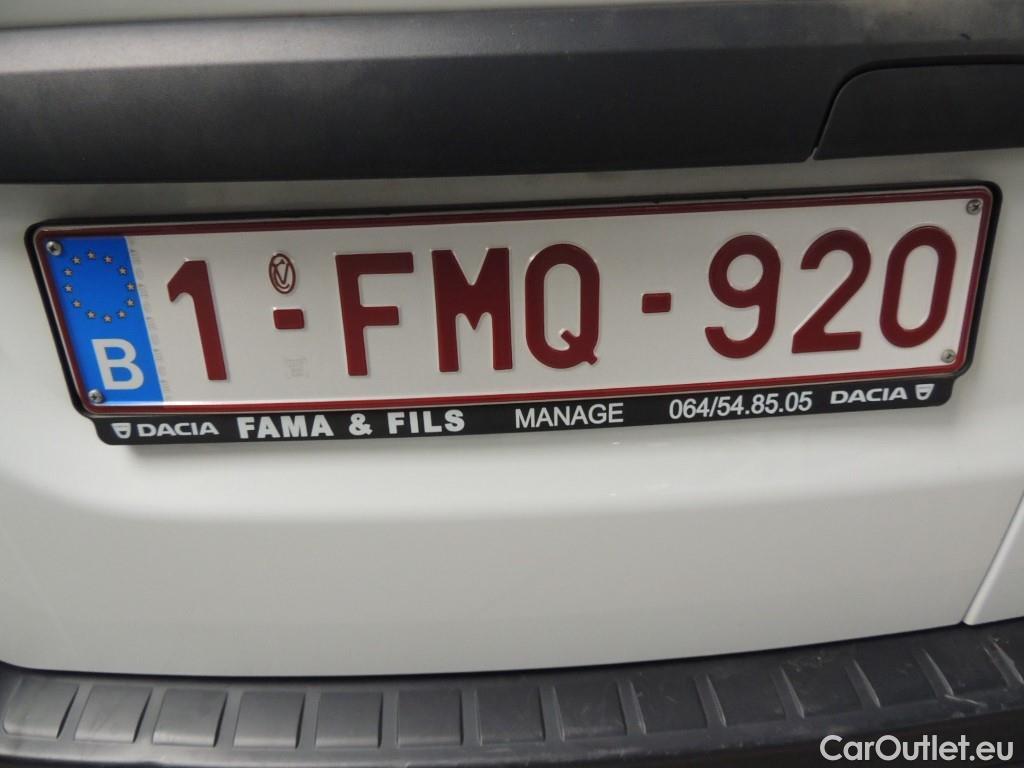 B 1-FMQ-920
DACIA FAMA & FILS MANAGE 064/54.85.05 DACIA
CarOutlet.eu